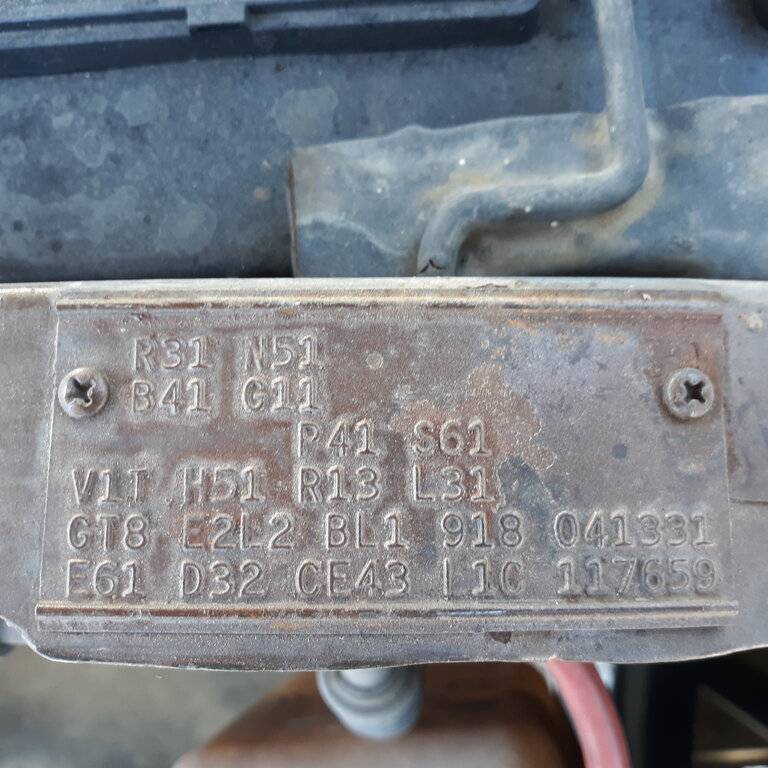 R31 N51
B41 G11
P41 S61
V1T H51 R13 L31
GT8 E2L2 BL1 918 041331
E61 D32 CE43 L1C 117659